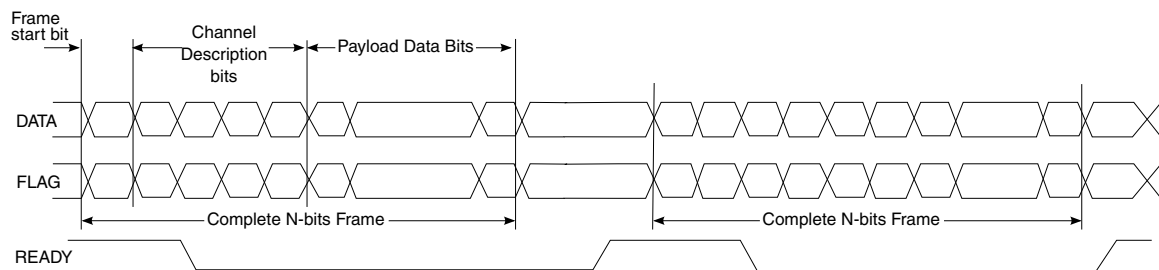 Frame
start bit
Channel
Description
bits
Payload Data Bits
DATA
FLAG
Complete N-bits Frame
Complete N-bits Frame
READY